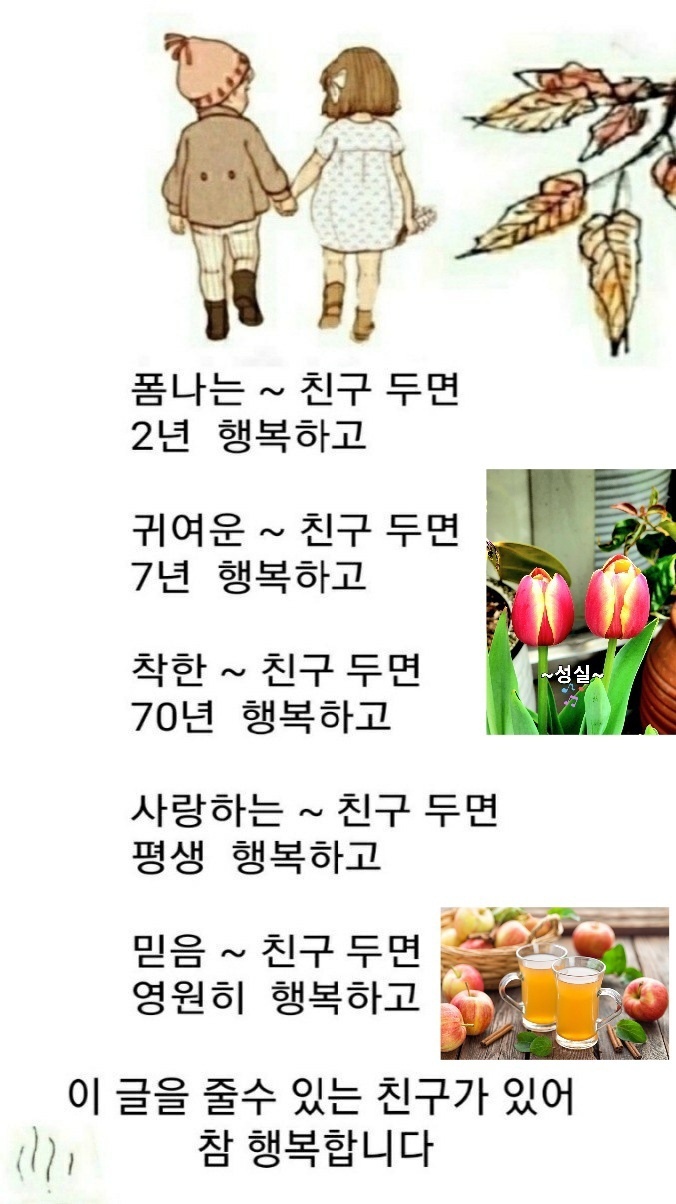 폼나는 ~ 친구 두면
2년 행복하고
귀여운 ~ 친구 두면
7년 행복하고
착한 ~ 친구 두면
70년 행복하고
~성실~
사랑하는 ~ 친구 두면
평생 행복하고
믿음 ~ 친구 두면
영원히 행복하고
이 글을 줄수 있는 친구가 있어
참 행복합니다